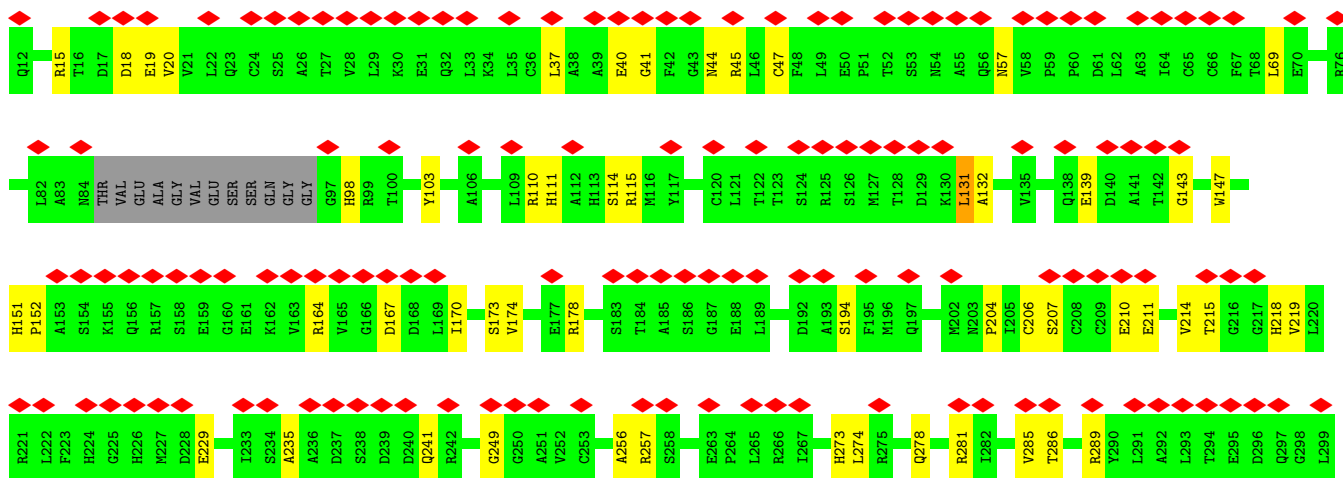 Q12 R15 T16 D17 D18 E19 V20 V21 L22 Q23 C24 S25 A26 T27 V28 L29 K30 E31 Q32 L33 K34 L35 C36 L37 A38 A39 E40 G41 F42 G43 N44 R45 L46 C47 F48 L49 E50 P51 T52 S53 N54 A55 Q56 N57 V58 P59 P60 D61 L62 A63 I64 C65 C66 F67 T68 L69 E70 R76
L82 A83 N84 THR VAL GLU ALA GLY VAL GLU SER SER GLN GLY GLY G97 H98 R99 T100 Y103 A106 L109 R110 H111 A112 H113 S114 R115 M116 Y117 C120 L121 T122 T123 S124 R125 S126 M127 T128 D129 K130 L131 A132 V135 Q138 E139 D140 A141 T142 G143 W147
H151 P152 A153 S154 K155 Q156 R157 S158 E159 G160 E161 K162 V163 R164 V165 G166 D167 D168 L169 I170 S173 V174 E177 R178 S183 T184 A185 S186 G187 E188 L189 D192 A193 S194 F195 M196 Q197 M202 N203 P204 I205 C206 S207 C208 C209 E210 E211 V214 T215 G216 G217 H218 V219 L220
R221 L222 F223 H224 G225 H226 M227 D228 E229 I233 S234 A235 A236 D237 S238 D239 D240 Q241 R242 G249 G250 A251 V252 C253 A256 R257 S258 E263 P264 L265 R266 I267 H273 L274 R275 Q278 R281 I282 V285 T286 R289 Y290 L291 A292 L293 T294 E295 D296 Q297 G298 L299